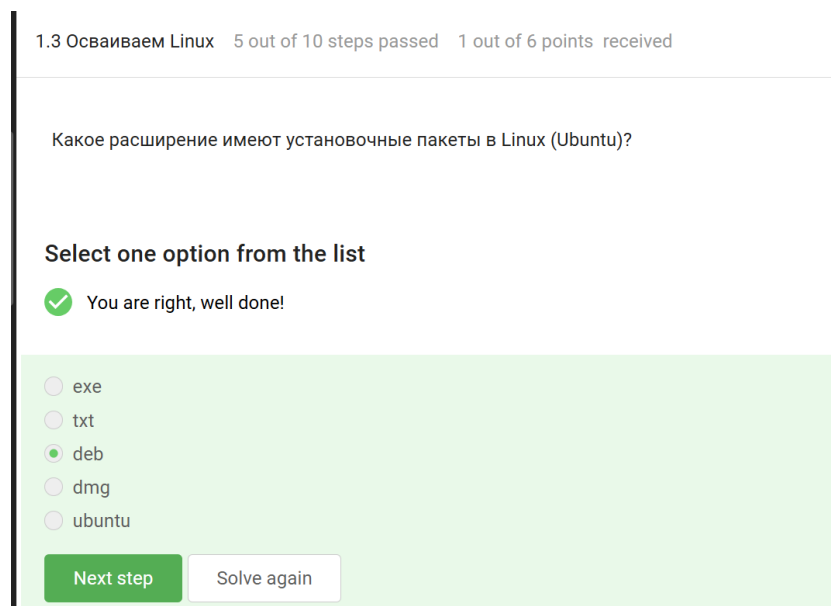 1.3 Осваиваем Linux 5 out of 10 steps passed 1 out of 6 points received
Какое расширение имеют установочные пакеты в Linux (Ubuntu)?
Select one option from the list
You are right, well done!
exe
txt
deb
dmg
ubuntu
Next step Solve again